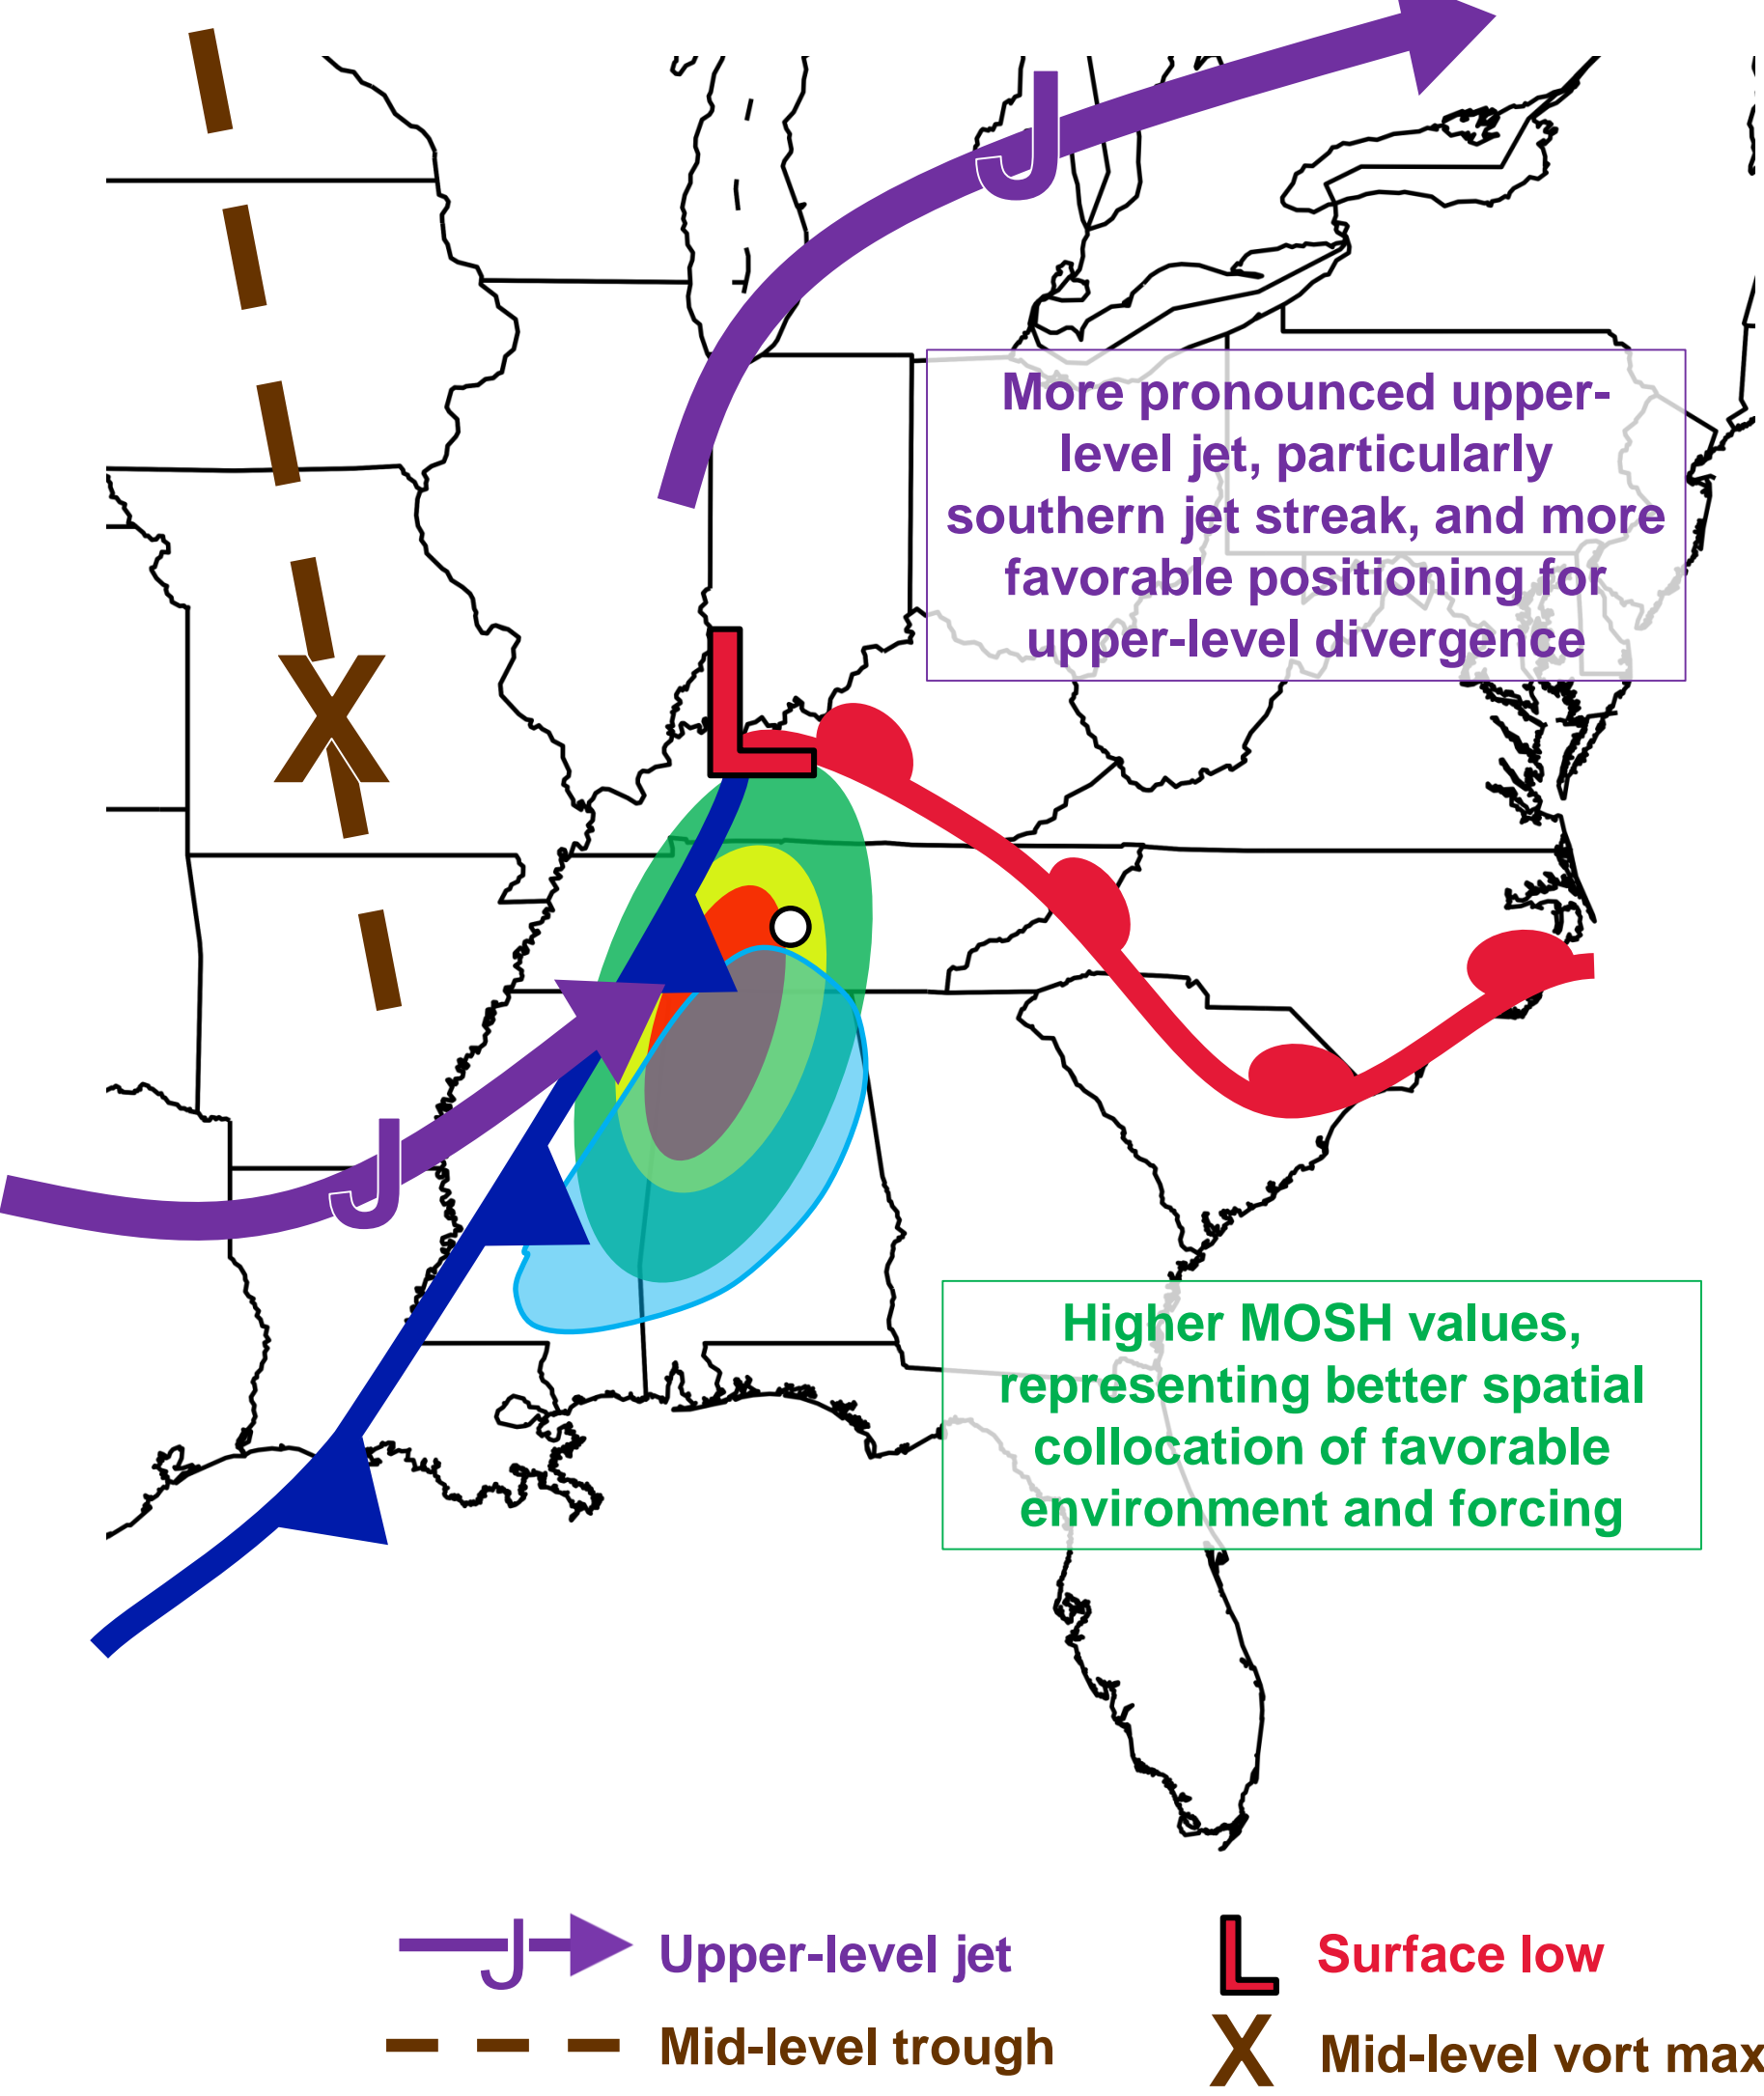 J
More pronounced upper-
level jet, particularly
southern jet streak, and more
favorable positioning for
upper-level divergence
L
X
J
Higher MOSH values,
representing better spatial
collocation of favorable
environment and forcing
J Upper-level jet
L Surface low
Mid-level trough
X Mid-level vort max